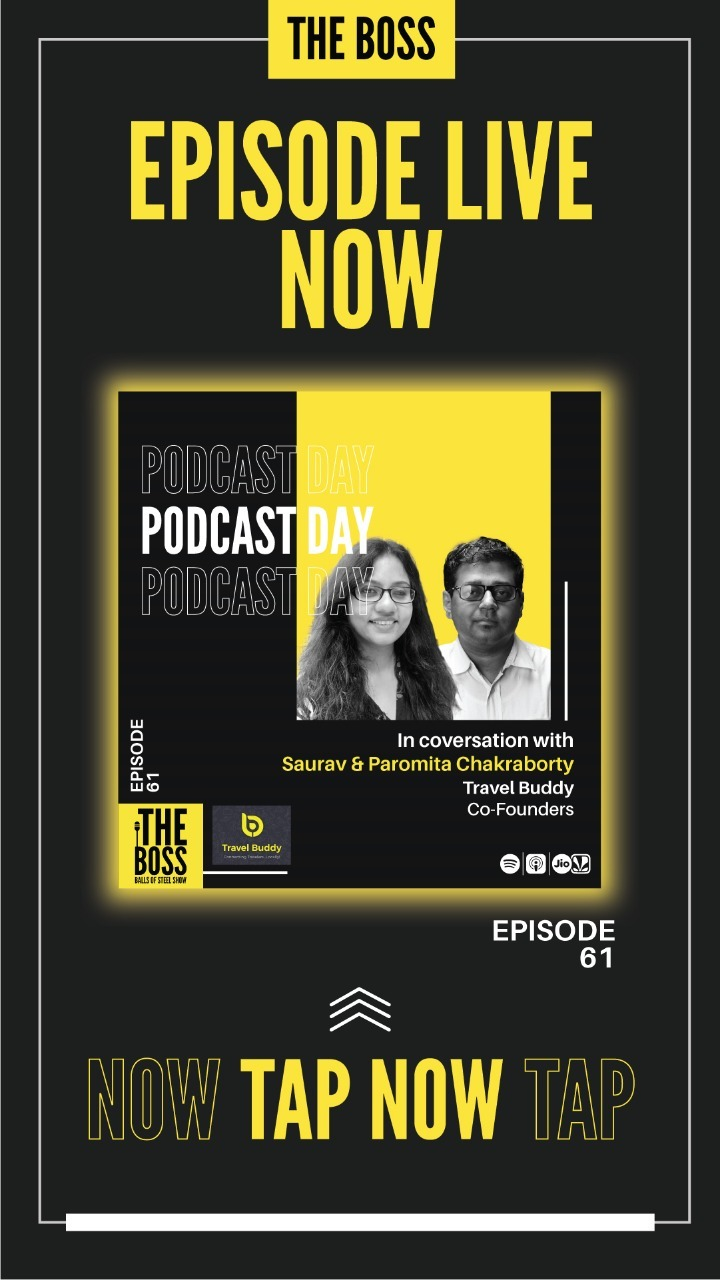 THE BOSS
EPISODE LIVE
NOW
PODCAST DAY
PODCAST DAY
PODCAST DAY
In coversation with
Saurav & Paromita Chakraborty
Travel Buddy
Co-Founders
EPISODE
61
THE
BOSS
BALLS OF STEEL SHOW
Travel Buddy
Jio
EPISODE
61
NOW TAP NOW TAP